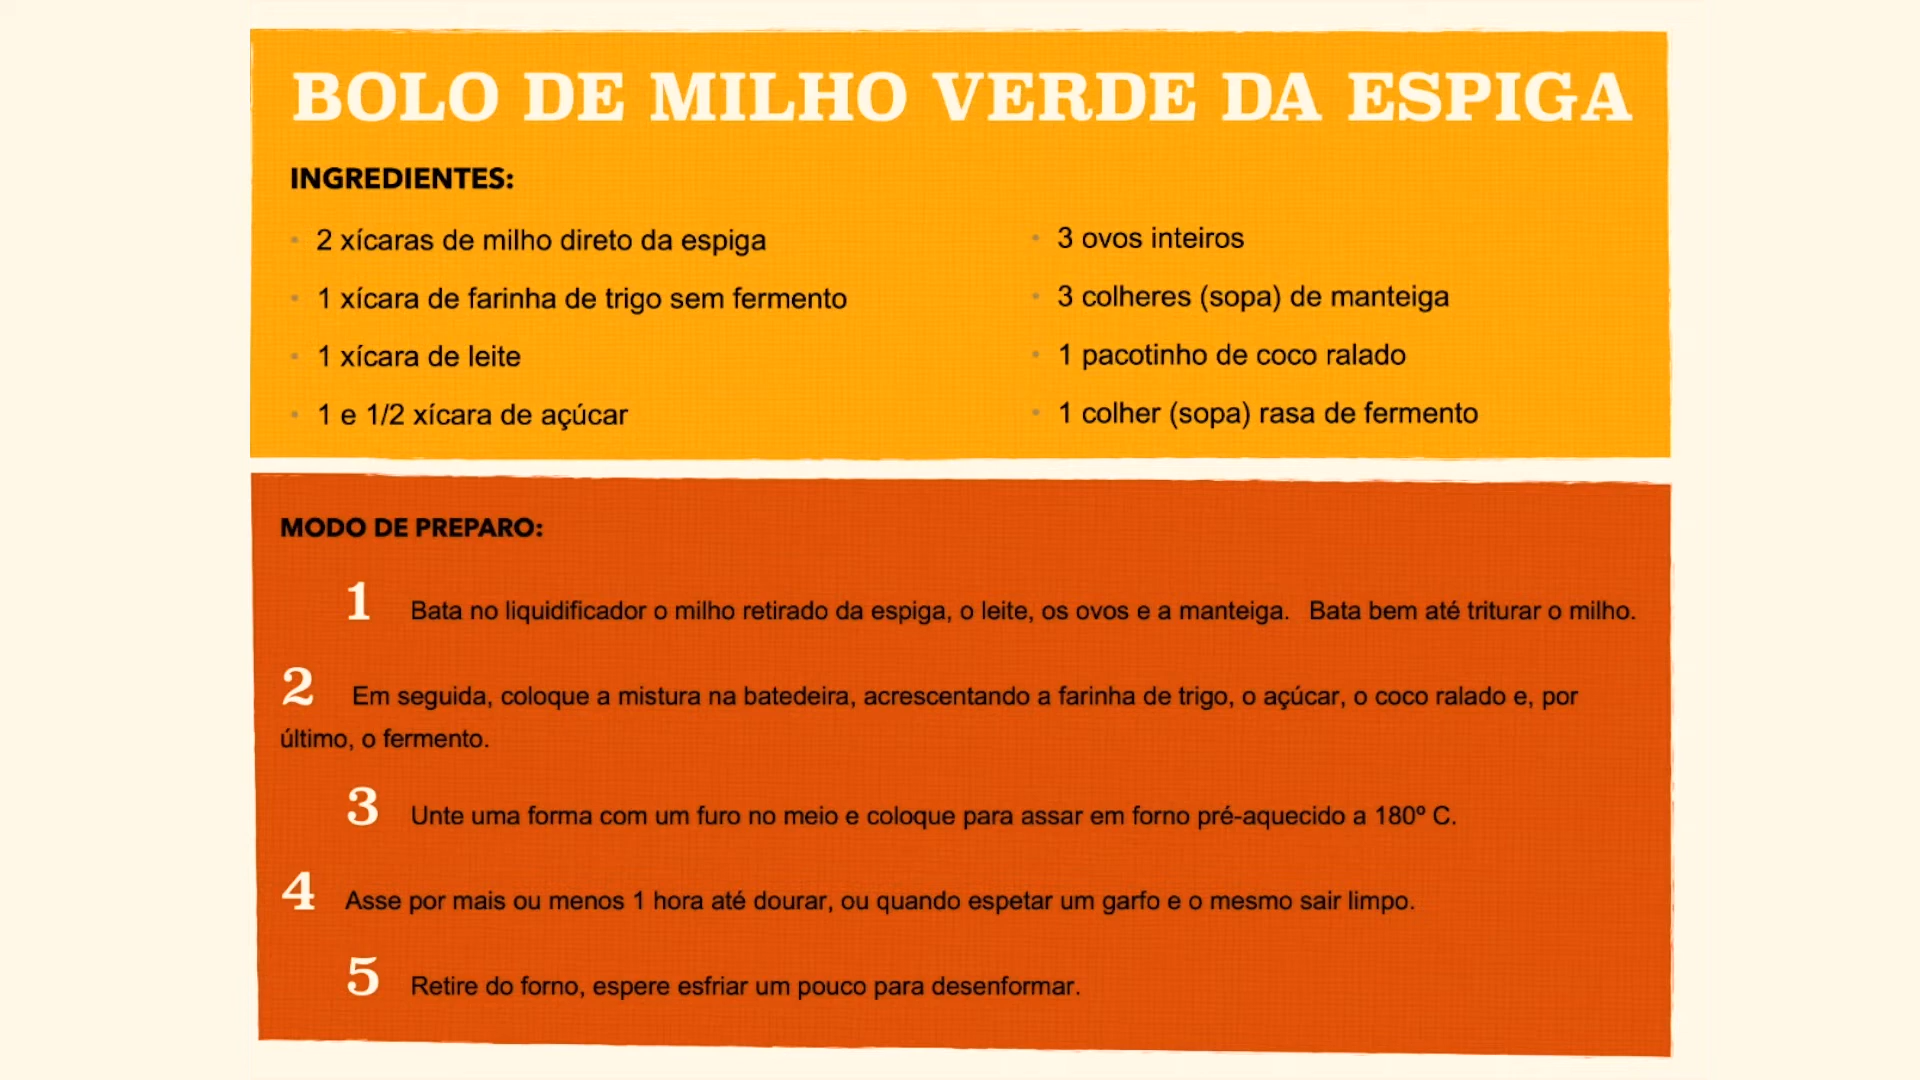 BOLO DE MILHO VERDE DA ESPIGA
INGREDIENTES:
• 2 xícaras de milho direto da espiga
• 1 xícara de farinha de trigo sem fermento
• 1 xícara de leite
• 1 e 1/2 xícara de açúcar
• 3 ovos inteiros
• 3 colheres (sopa) de manteiga
• 1 pacotinho de coco ralado
• 1 colher (sopa) rasa de fermento
MODO DE PREPARO:
1 Bata no liquidificador o milho retirado da espiga, o leite, os ovos e a manteiga. Bata bem até triturar o milho.
2 Em seguida, coloque a mistura na batedeira, acrescentando a farinha de trigo, o açúcar, o coco ralado e, por
último, o fermento.
3 Unte uma forma com um furo no meio e coloque para assar em forno pré-aquecido a 180º C.
4 Asse por mais ou menos 1 hora até dourar, ou quando espetar um garfo e o mesmo sair limpo.
5 Retire do forno, espere esfriar um pouco para desenformar.